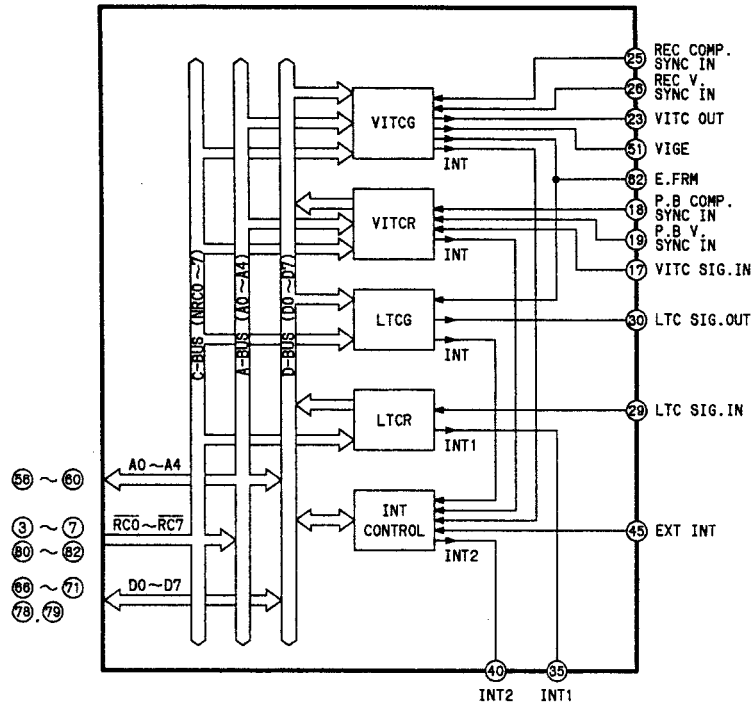 25 REC COMP.
SYNC IN
26 REC V.
SYNC IN
23 VITC OUT
51 VIGE
62 E.FRM
18 P.B COMP.
SYNC IN
19 P.B V.
SYNC IN
17 VITC SIG.IN
30 LTC SIG.OUT
29 LTC SIG.IN
45 EXT INT
VITCG
INT
VITCR
INT
LTCG
INT
LTCR
INT1
INT
CONTROL
INT2
C-BUS (NRC0~7)
A-BUS (A0~A4)
D-BUS (D0~D7)
56 ~ 60 A0~A4
3 ~ 7 RC0~RC7
80 ~ 82
66 ~ 71 D0~D7
78,79
40 35
INT2 INT1